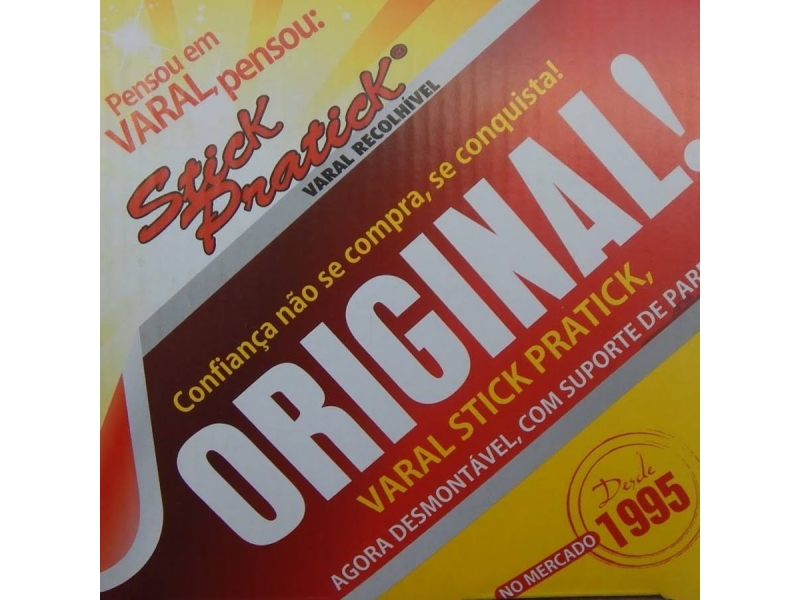 Pensou em
VARAL, pensou:
Stick
Pratick®
VARAL RECOLHÍVEL
Confiança não se compra, se conquista!
ORIGINAL!
VARAL STICK PRATICK,
AGORA DESMONTÁVEL, COM SUPORTE DE PAR
Desde
1995
NO MERCADO